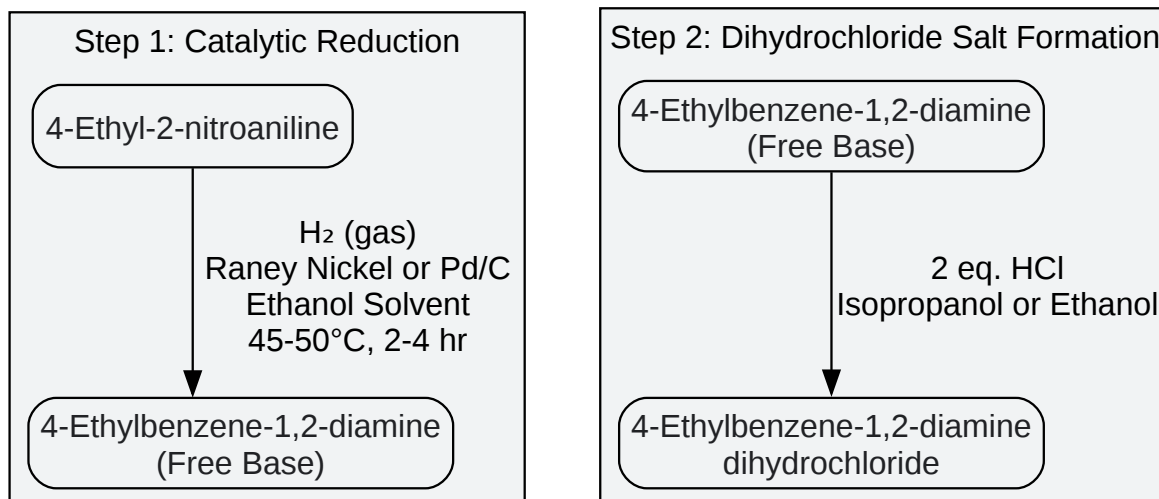 Step 1: Catalytic Reduction
4-Ethyl-2-nitroaniline
H₂ (gas)
Raney Nickel or Pd/C
Ethanol Solvent
45-50°C, 2-4 hr
4-Ethylbenzene-1,2-diamine
(Free Base)
Step 2: Dihydrochloride Salt Formation
4-Ethylbenzene-1,2-diamine
(Free Base)
2 eq. HCl
Isopropanol or Ethanol
4-Ethylbenzene-1,2-diamine
dihydrochloride